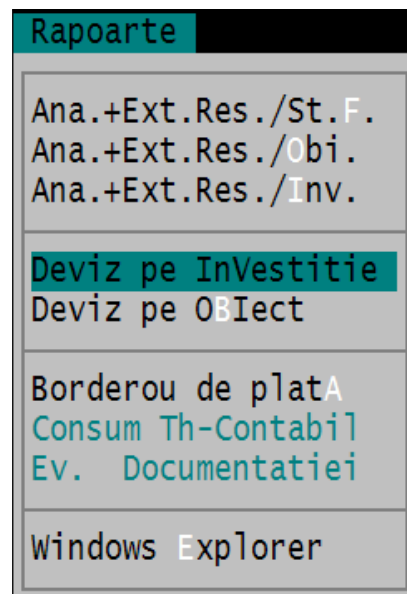 Rapoarte
Ana.+Ext.Res./St.F.
Ana.+Ext.Res./Obi.
Ana.+Ext.Res./Inv.
Deviz pe InVestitie
Deviz pe OBIect
Borderou de platA
Consum Th-Contabil
Ev.  Documentatiei
Windows Explorer